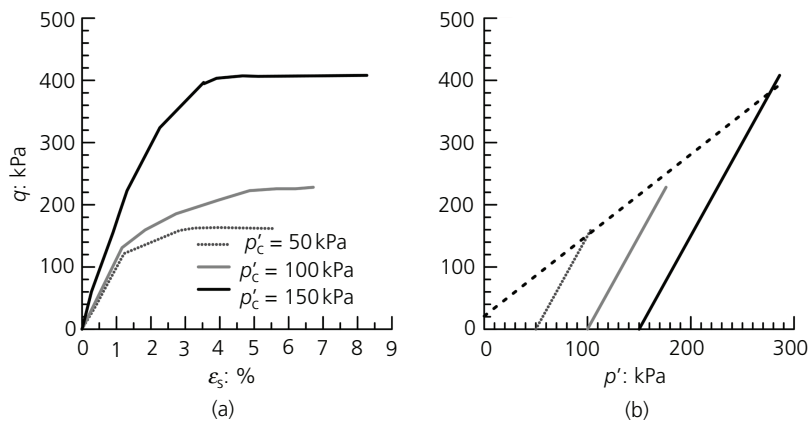 500
400
300
200
100
0
q: kPa
p′c = 50 kPa
p′c = 100 kPa
p′c = 150 kPa
0 1 2 3 4 5 6 7 8 9
εs: %
(a)
500
400
300
200
100
0
0 100 200 300
p′: kPa
(b)